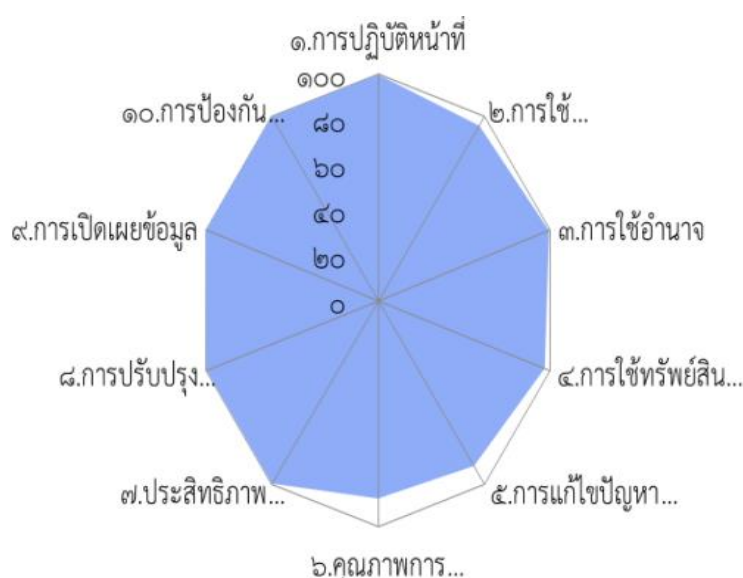 ๑.การปฏิบัติหน้าที่
๑๐๐
๑๐.การป้องกัน...
๘๐
๒.การใช้...
๖๐
๔๐
๙.การเปิดเผยข้อมูล
๓.การใช้อำนาจ
๒๐
๐
๘.การปรับปรุง...
๔.การใช้ทรัพย์สิน...
๗.ประสิทธิภาพ...
๕.การแก้ไขปัญหา...
๖.คุณภาพการ...